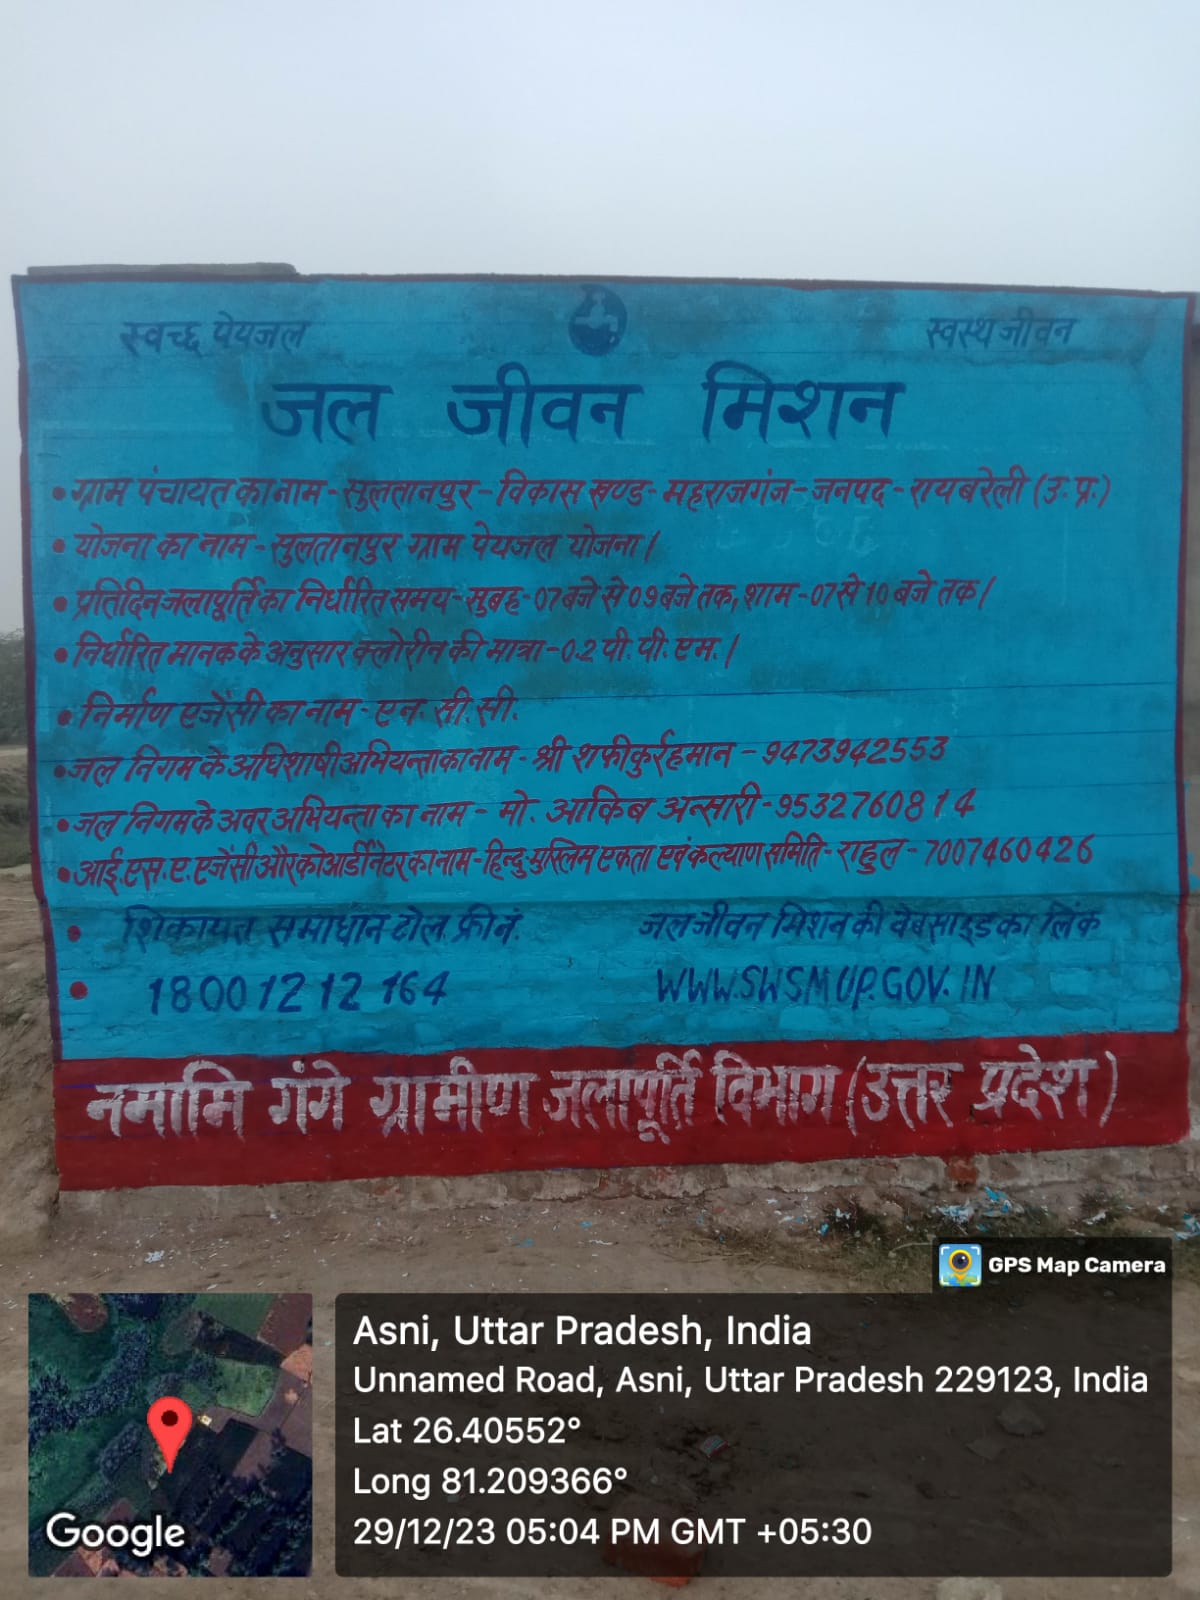 स्वच्छ पेयजल
स्वस्थ जीवन
जल जीवन मिशन
• ग्राम पंचायत का नाम - सुलतानपुर - विकास खण्ड - महराजगंज - जनपद - रायबरेली (उ. प्र.)
• योजना का नाम - सुलतानपुर ग्राम पेयजल योजना।
• प्रतिदिन जलापूर्ति का निर्धारित समय - सुबह - 07 बजे से 09 बजे तक, शाम - 07 से 10 बजे तक।
• निर्धारित मानक के अनुसार क्लोरीन की मात्रा - 0.2 पी. पी. एम.।
• निर्माण एजेंसी का नाम - एन. सी. सी.
• जल निगम के अधिशाषी अभियन्ता का नाम - श्री शफीकुर्रहमान - 9473942553
• जल निगम के अवर अभियन्ता का नाम - मो. आकिब अन्सारी - 9532760814
• आई. एस. ए. एजेंसी और कोआर्डीनेटर का नाम - हिन्दु-मुस्लिम एकता एवं कल्याण समिति - राहुल - 7007460426
• शिकायत समाधान टोल फ्री नं.
जल जीवन मिशन की वेबसाइड का लिंक
• 1800 12 12 164
WWW.SWSMUP.GOV.IN
नमामि गंगे ग्रामीण जलापूर्ति विभाग (उत्तर प्रदेश)
GPS Map Camera
Asni, Uttar Pradesh, India
Unnamed Road, Asni, Uttar Pradesh 229123, India
Lat 26.40552°
Long 81.209366°
29/12/23 05:04 PM GMT +05:30
Google